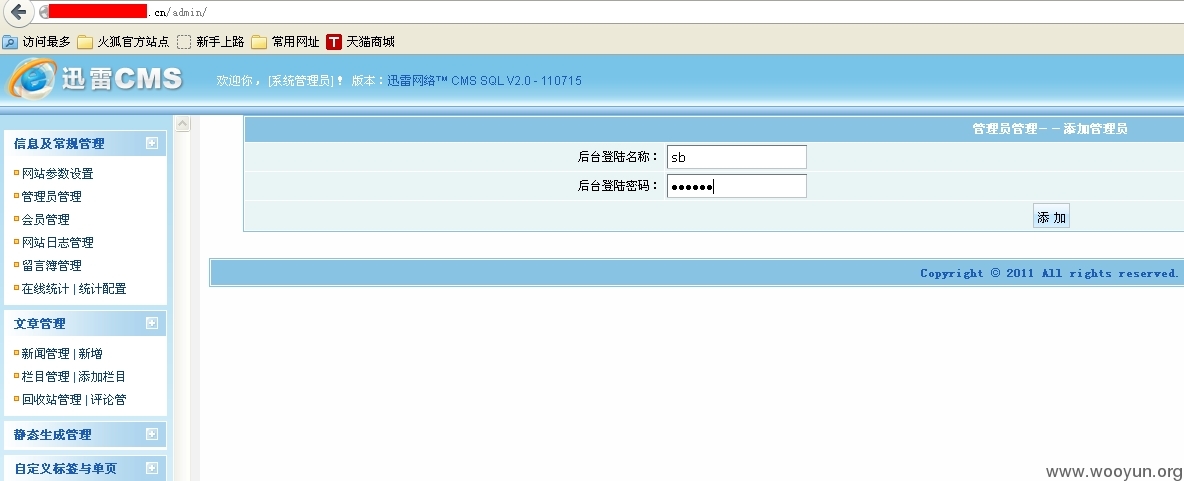 .cn/admin/
访问最多 火狐官方站点 新手上路 常用网址 T 天猫商城
迅雷CMS 欢迎你，[系统管理员]！ 版本：迅雷网络™ CMS SQL V2.0 - 110715
管理员管理--添加管理员
后台登陆名称： sb
后台登陆密码： ••••••
添 加
Copyright © 2011 All rights reserved.
信息及常规管理
网站参数设置
管理员管理
会员管理
网站日志管理
留言簿管理
在线统计 | 统计配置
文章管理
新闻管理 | 新增
栏目管理 | 添加栏目
回收站管理 | 评论管
静态生成管理
自定义标签与单页
www.wooyun.org